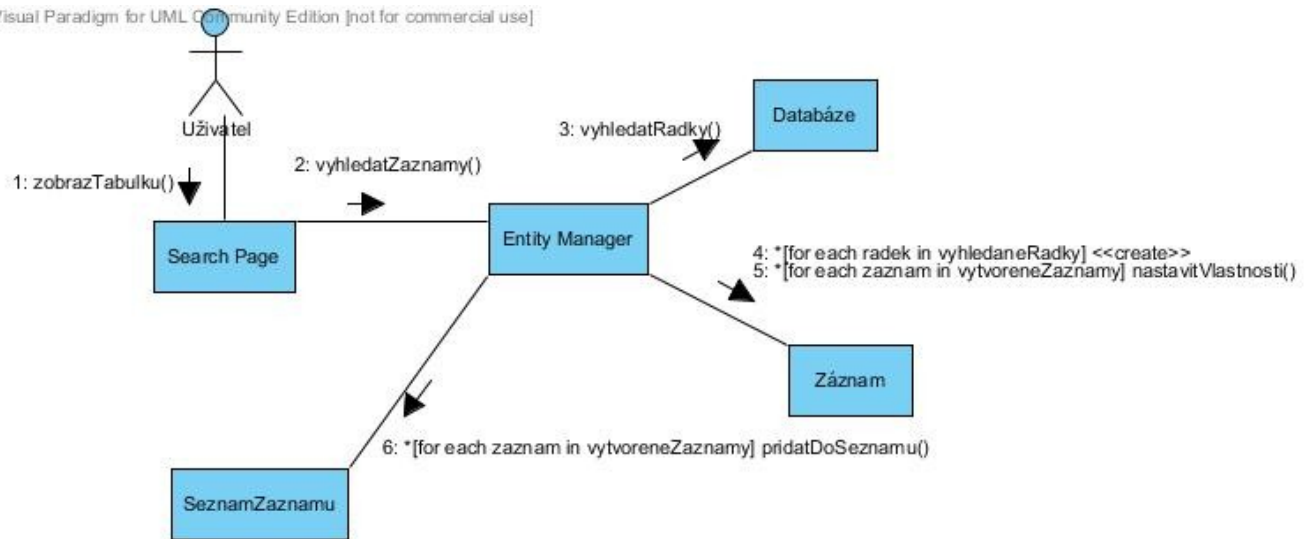 Visual Paradigm for UML Community Edition [not for commercial use]
Uživatel
Databáze
3: vyhledatRadky()
2: vyhledatZaznamy()
1: zobrazTabulku()
Search Page
Entity Manager
4: *[for each radek in vyhledaneRadky] <<create>>
5: *[for each zaznam in vytvoreneZaznamy] nastavitVlastnosti()
Záznam
6: *[for each zaznam in vytvoreneZaznamy] pridatDoSeznamu()
SeznamZaznamu